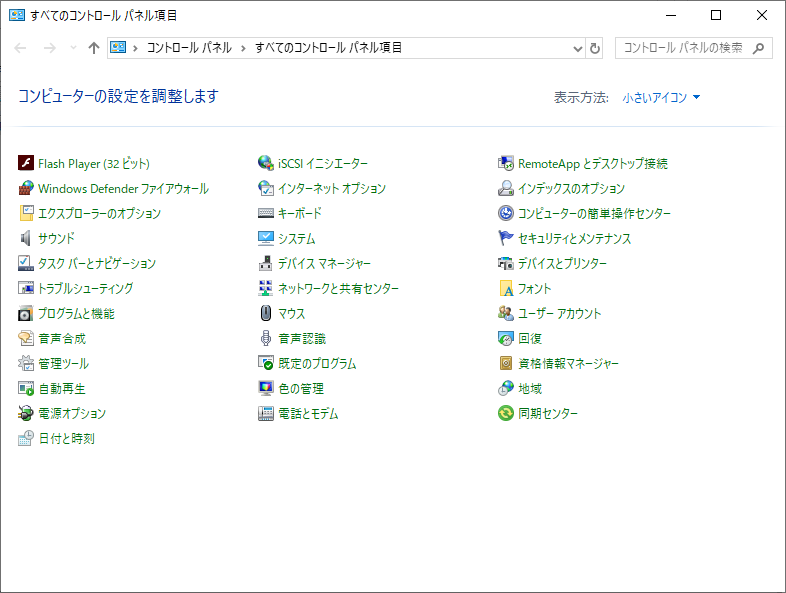 すべてのコントロール パネル項目
コントロール パネル › すべてのコントロール パネル項目
コントロール パネルの検索
コンピューターの設定を調整します
表示方法: 小さいアイコン
Flash Player (32 ビット)
iSCSI イニシエーター
RemoteApp とデスクトップ接続
Windows Defender ファイアウォール
インターネット オプション
インデックスのオプション
エクスプローラーのオプション
キーボード
コンピューターの簡単操作センター
サウンド
システム
セキュリティとメンテナンス
タスク バーとナビゲーション
デバイス マネージャー
デバイスとプリンター
トラブルシューティング
ネットワークと共有センター
フォント
プログラムと機能
マウス
ユーザー アカウント
音声合成
音声認識
回復
管理ツール
既定のプログラム
資格情報マネージャー
自動再生
色の管理
地域
電源オプション
電話とモデム
同期センター
日付と時刻